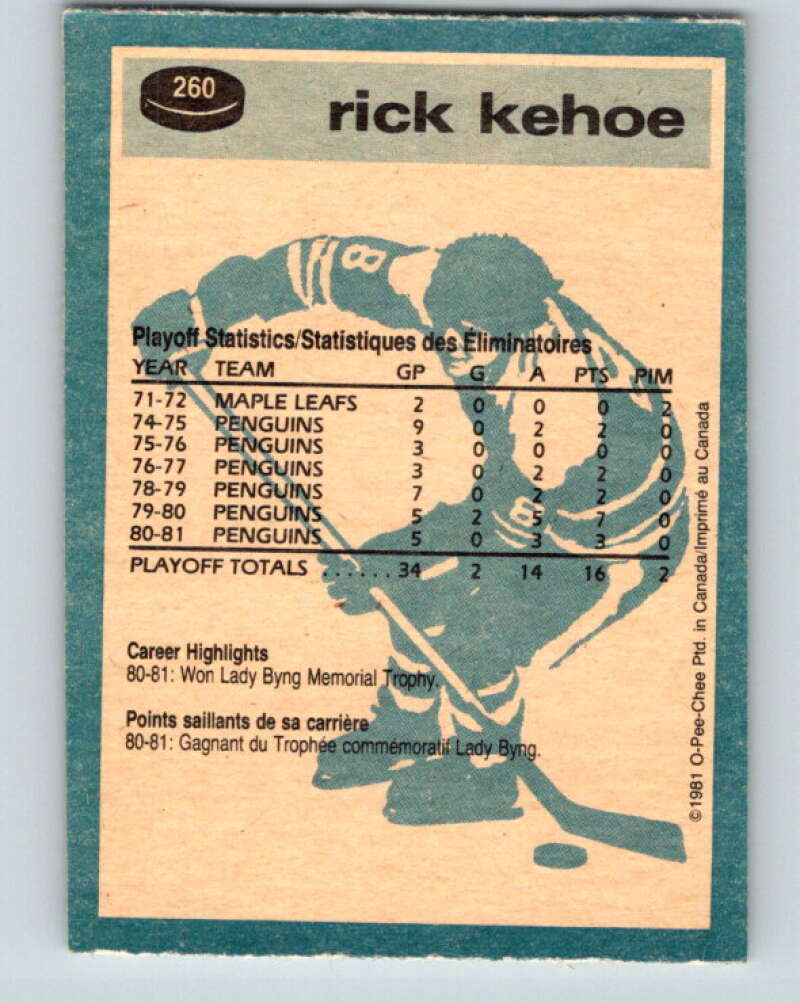 260
rick kehoe
8
Playoff Statistics/Statistiques des Éliminatoires
YEAR TEAM GP G A PTS PIM
71-72 MAPLE LEAFS 2 0 0 0 2
74-75 PENGUINS 9 0 2 2 0
75-76 PENGUINS 3 0 0 0 0
76-77 PENGUINS 3 0 2 2 0
78-79 PENGUINS 7 0 2 2 0
79-80 PENGUINS 5 2 5 7 0
80-81 PENGUINS 5 0 3 3 0
PLAYOFF TOTALS ...... 34 2 14 16 2
Career Highlights
80-81: Won Lady Byng Memorial Trophy.
Points saillants de sa carrière
80-81: Gagnant du Trophée commémoratif Lady Byng.
©1981 O-Pee-Chee Ptd. in Canada/Imprimé au Canada